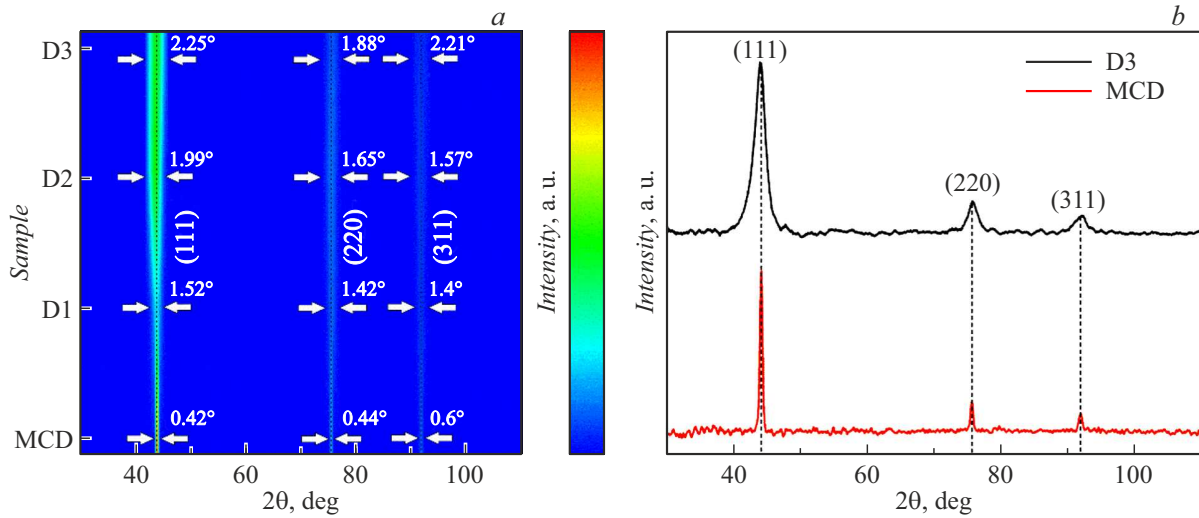 a
D3
D2
D1
MCD
Sample
2.25°
1.88°
2.21°
1.99°
1.65°
1.57°
(111)
(220)
(311)
1.52°
1.42°
1.4°
0.42°
0.44°
0.6°
40
60
80
100
2θ, deg
Intensity, a. u.
b
Intensity, a. u.
(111)
D3
MCD
(220)
(311)
40
60
80
100
2θ, deg